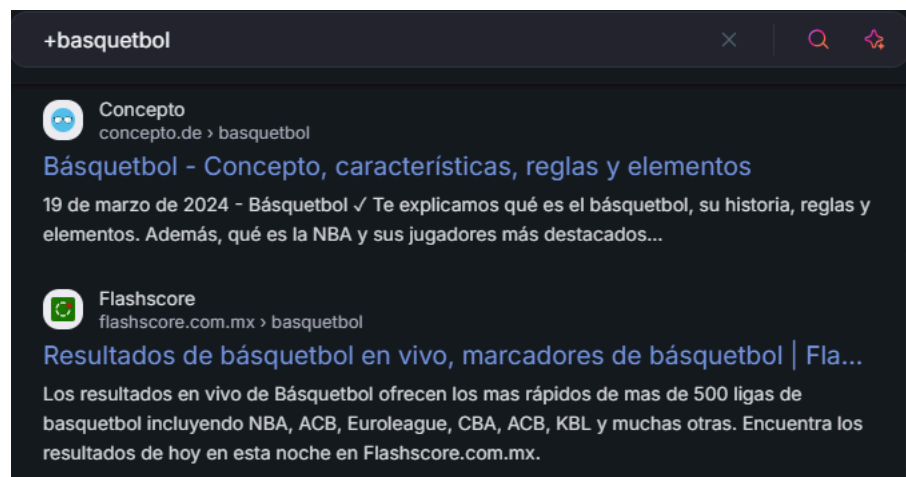 +basquetbol
Concepto
concepto.de › basquetbol
Básquetbol - Concepto, características, reglas y elementos
19 de marzo de 2024 - Básquetbol ✓ Te explicamos qué es el básquetbol, su historia, reglas y
elementos. Además, qué es la NBA y sus jugadores más destacados...
Flashscore
flashscore.com.mx › basquetbol
Resultados de básquetbol en vivo, marcadores de básquetbol | Fla...
Los resultados en vivo de Básquetbol ofrecen los mas rápidos de mas de 500 ligas de
basquetbol incluyendo NBA, ACB, Euroleague, CBA, ACB, KBL y muchas otras. Encuentra los
resultados de hoy en esta noche en Flashscore.com.mx.